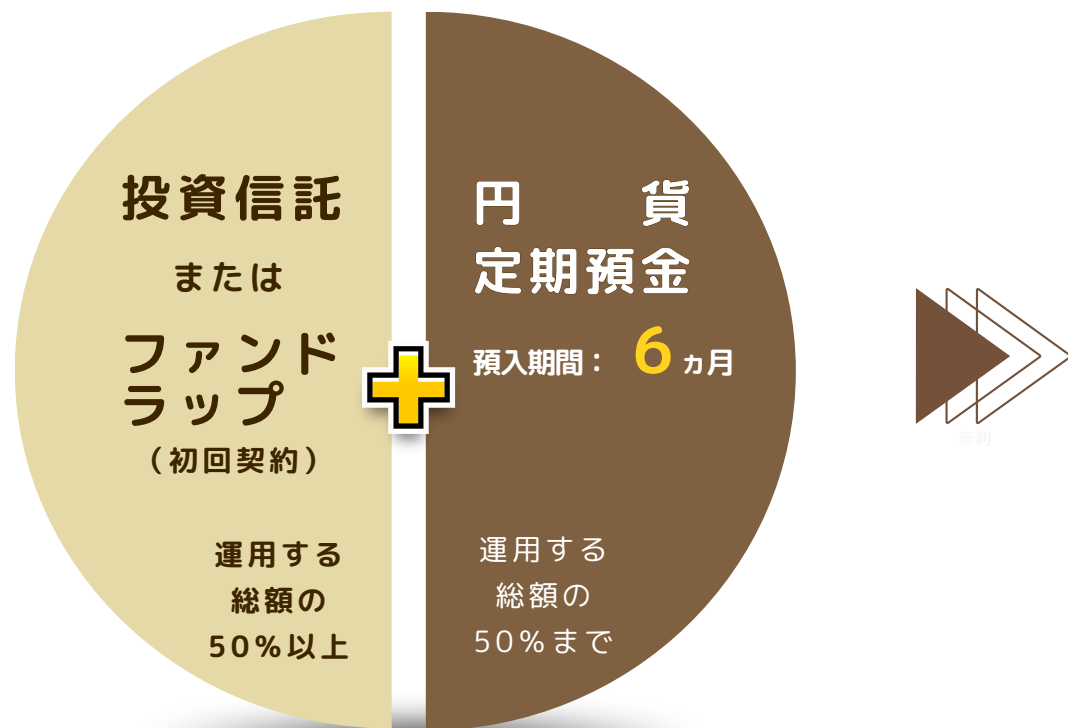 投資信託
または
ファンド
ラップ
（初回契約）
運用する
総額の
50%以上
円　貨
定期預金
預入期間： 6 ヵ月
運用する
総額の
50%まで
年利